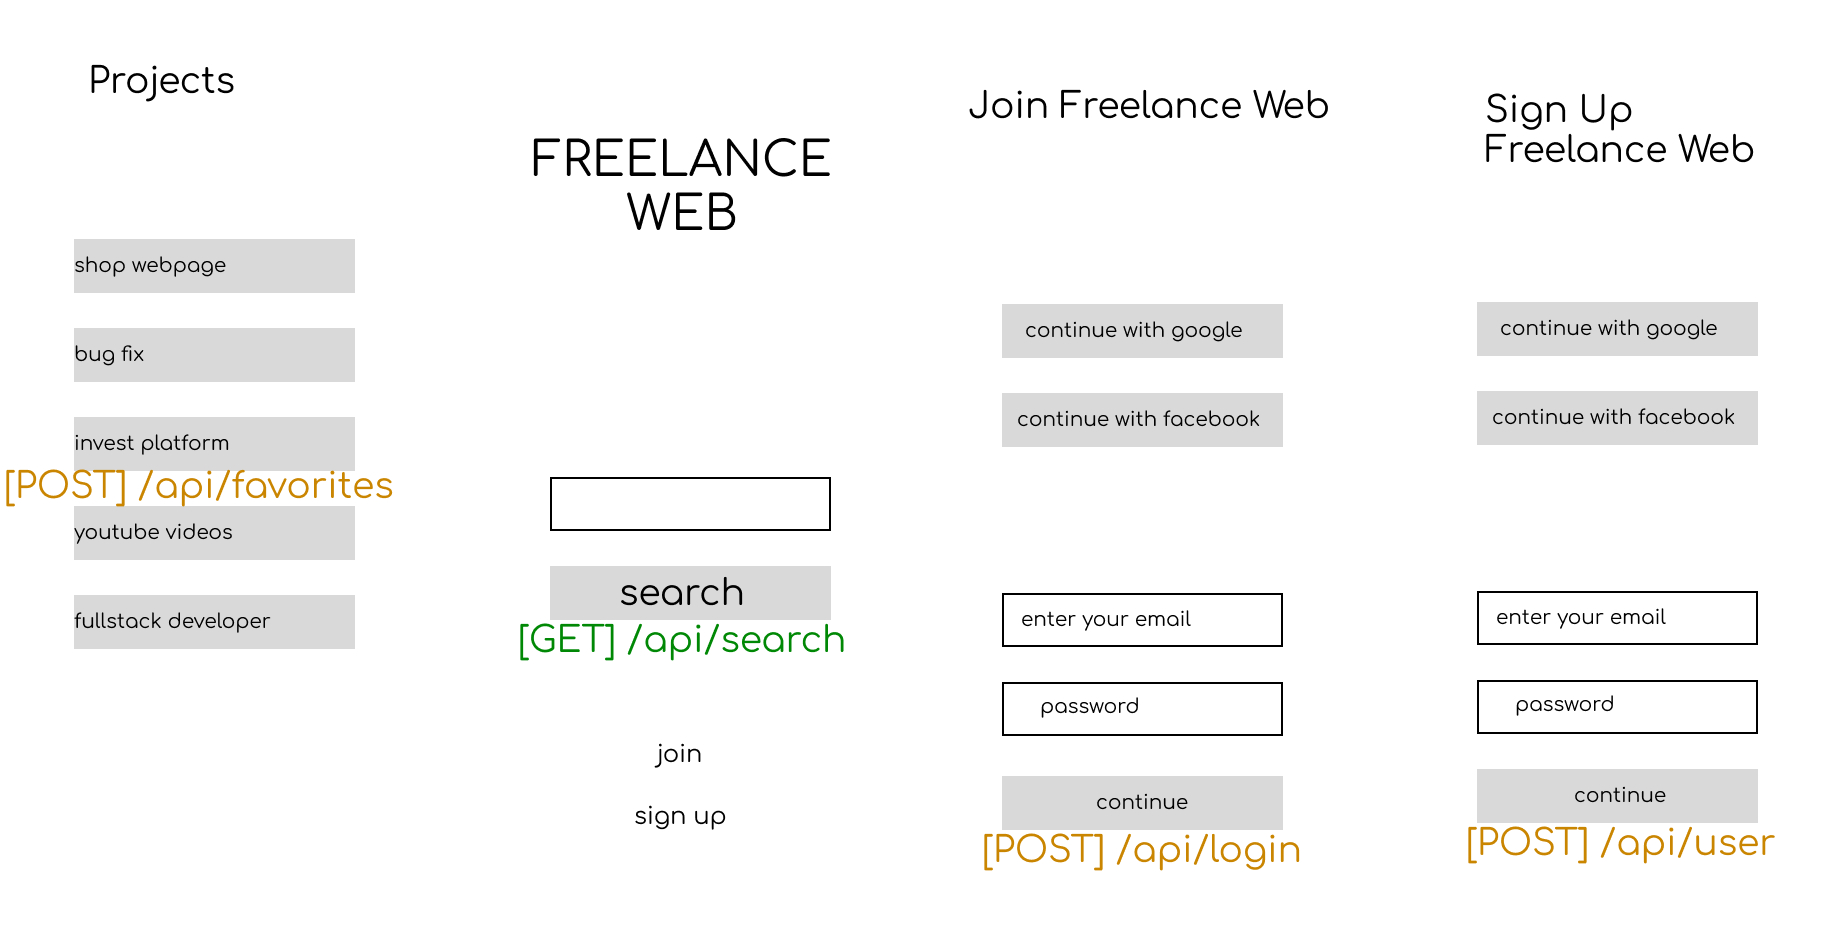 Projects
shop webpage
bug fix
invest platform
[POST] /api/favorites
youtube videos
fullstack developer
FREELANCE
WEB
search
[GET] /api/search
join
sign up
Join Freelance Web
continue with google
continue with facebook
enter your email
password
continue
[POST] /api/login
Sign Up
Freelance Web
continue with google
continue with facebook
enter your email
password
continue
[POST] /api/user